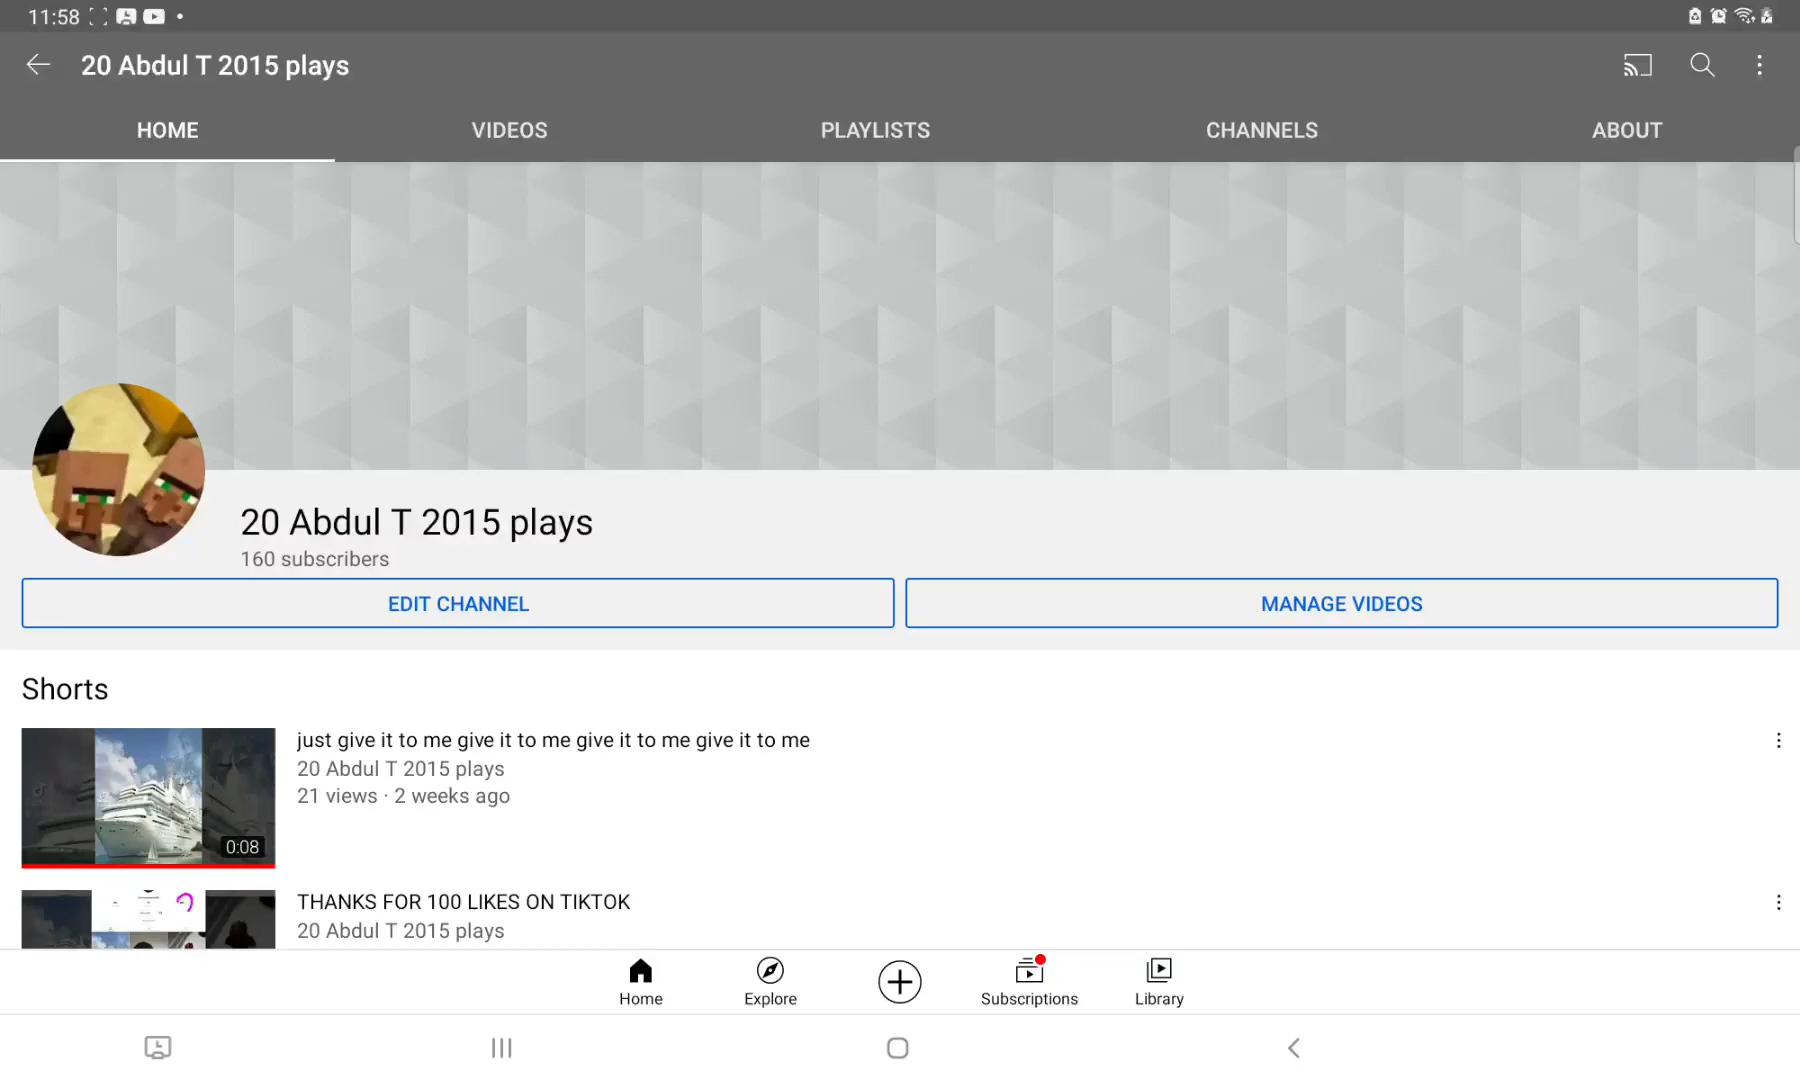 11:58
20 Abdul T 2015 plays
HOME
VIDEOS
PLAYLISTS
CHANNELS
ABOUT
20 Abdul T 2015 plays
160 subscribers
EDIT CHANNEL
MANAGE VIDEOS
Shorts
just give it to me give it to me give it to me give it to me
20 Abdul T 2015 plays
21 views · 2 weeks ago
0:08
THANKS FOR 100 LIKES ON TIKTOK
20 Abdul T 2015 plays
Home
Explore
Subscriptions
Library